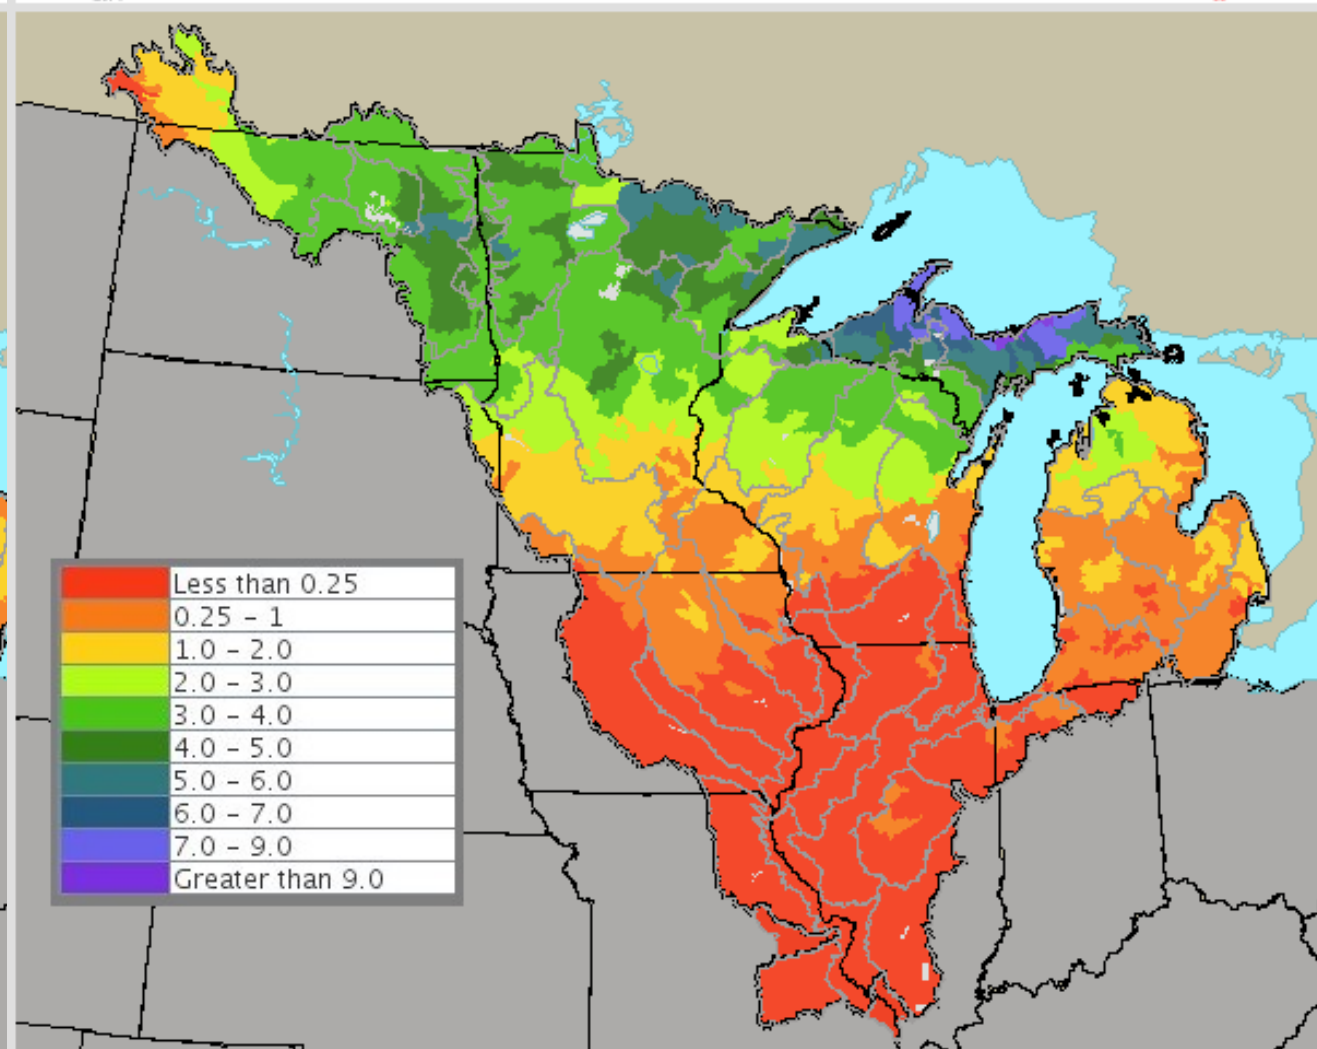 Less than 0.25
0.25 – 1
1.0 – 2.0
2.0 – 3.0
3.0 – 4.0
4.0 – 5.0
5.0 – 6.0
6.0 – 7.0
7.0 – 9.0
Greater than 9.0